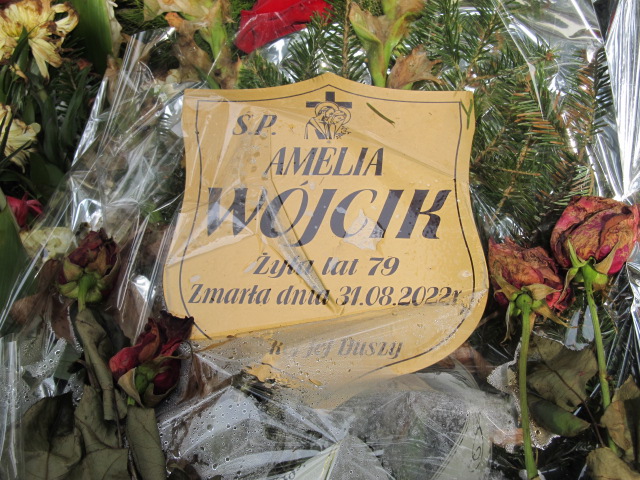 Ś.P.
AMELIA
WÓJCIK
Żyła lat 79
Zmarła dnia 31.08.2022r.
jej Duszy